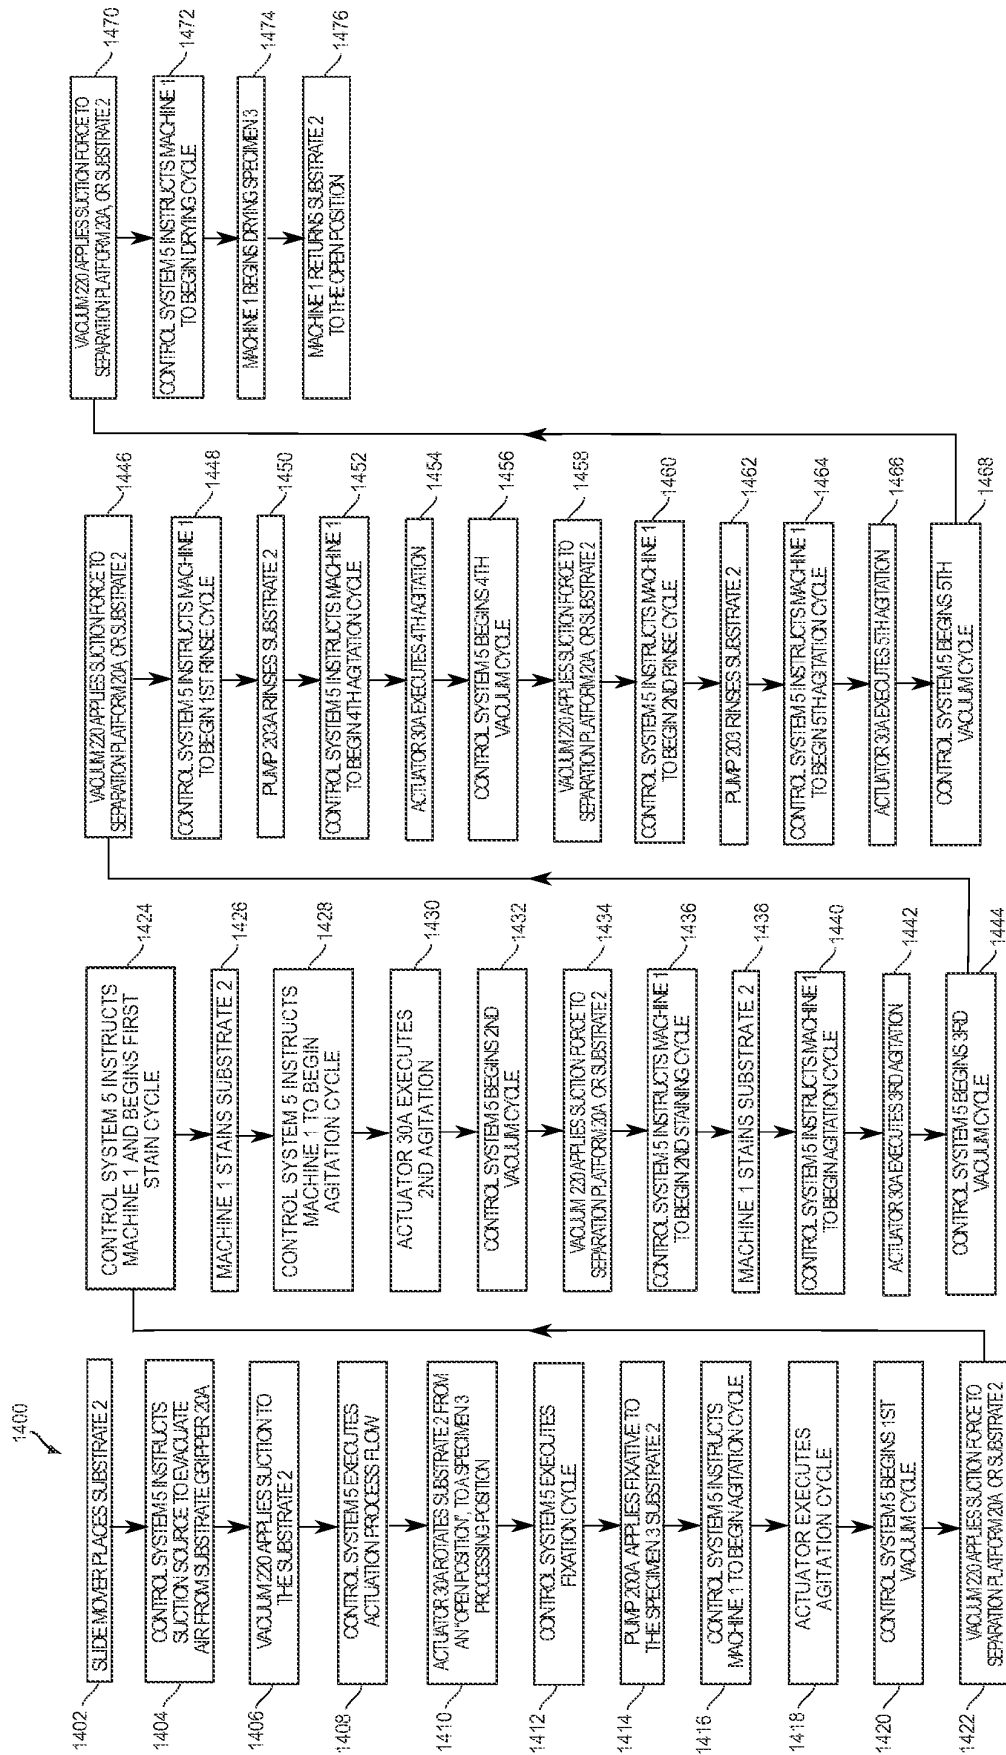 1400
1402
SLIDE MOVER PLACES SUBSTRATE 2
1404
CONTROL SYSTEM 5 INSTRUCTS
SUCTION SOURCE TO EVACUATE
AIR FROM SUBSTRATE GRIPPER 20A
1406
VACUUM 220 APPLIES SUCTION TO
THE SUBSTRATE 2
1408
CONTROL SYSTEM 5 EXECUTES
ACTUATION PROCESS FLOW
1410
ACTUATOR 30A ROTATES SUBSTRATE 2 FROM
AN "OPEN POSITION", TO A SPECIMEN 3
PROCESSING POSITION
1412
CONTROL SYSTEM 5 EXECUTES
FIXATION CYCLE
1414
PUMP 200A APPLIES FIXATIVE TO
THE SPECIMEN 3 SUBSTRATE 2
1416
CONTROL SYSTEM 5 INSTRUCTS
MACHINE 1 TO BEGIN AGITATION CYCLE
1418
ACTUATOR EXECUTES
AGITATION CYCLE
1420
CONTROL SYSTEM 5 BEGINS 1ST
VACUUM CYCLE
1422
VACUUM 220 APPLIES SUCTION FORCE TO
SEPARATION PLATFORM 20A OR SUBSTRATE 2
1424
CONTROL SYSTEM 5 INSTRUCTS
MACHINE 1 AND BEGINS FIRST
STAIN CYCLE
1426
MACHINE 1 STAINS SUBSTRATE 2
1428
CONTROL SYSTEM 5 INSTRUCTS
MACHINE 1 TO BEGIN
AGITATION CYCLE
1430
ACTUATOR 30A EXECUTES
2ND AGITATION
1432
CONTROL SYSTEM 5 BEGINS 2ND
VACUUM CYCLE
1434
VACUUM 220 APPLIES SUCTION FORCE TO
SEPARATION PLATFORM 20A OR SUBSTRATE 2
1436
CONTROL SYSTEM 5 INSTRUCTS MACHINE 1
TO BEGIN 2ND STAINING CYCLE
1438
MACHINE 1 STAINS SUBSTRATE 2
1440
CONTROL SYSTEM 5 INSTRUCTS MACHINE 1
TO BEGIN AGITATION CYCLE
1442
ACTUATOR 30A EXECUTES 3RD AGITATION
1444
CONTROL SYSTEM 5 BEGINS 3RD
VACUUM CYCLE
1446
VACUUM 220 APPLIES SUCTION FORCE TO
SEPARATION PLATFORM 20A, OR SUBSTRATE 2
1448
CONTROL SYSTEM 5 INSTRUCTS MACHINE 1
TO BEGIN 1ST RINSE CYCLE
1450
PUMP 203A RINSES SUBSTRATE 2
1452
CONTROL SYSTEM 5 INSTRUCTS MACHINE 1
TO BEGIN 4TH AGITATION CYCLE
1454
ACTUATOR 30A EXECUTES 4TH AGITATION
1456
CONTROL SYSTEM 5 BEGINS 4TH
VACUUM CYCLE
1458
VACUUM 220 APPLIES SUCTION FORCE TO
SEPARATION PLATFORM 20A, OR SUBSTRATE 2
1460
CONTROL SYSTEM 5 INSTRUCTS MACHINE 1
TO BEGIN 2ND RINSE CYCLE
1462
PUMP 203 RINSES SUBSTRATE 2
1464
CONTROL SYSTEM 5 INSTRUCTS MACHINE 1
TO BEGIN 5TH AGITATION CYCLE
1466
ACTUATOR 30A EXECUTES 5TH AGITATION
1468
CONTROL SYSTEM 5 BEGINS 5TH
VACUUM CYCLE
1470
VACUUM 220 APPLIES SUCTION FORCE TO
SEPARATION PLATFORM 20A, OR SUBSTRATE 2
1472
CONTROL SYSTEM 5 INSTRUCTS MACHINE 1
TO BEGIN DRYING CYCLE
1474
MACHINE 1 BEGINS DRYING SPECIMEN 3
1476
MACHINE 1 RETURNS SUBSTRATE 2
TO THE OPEN POSITION